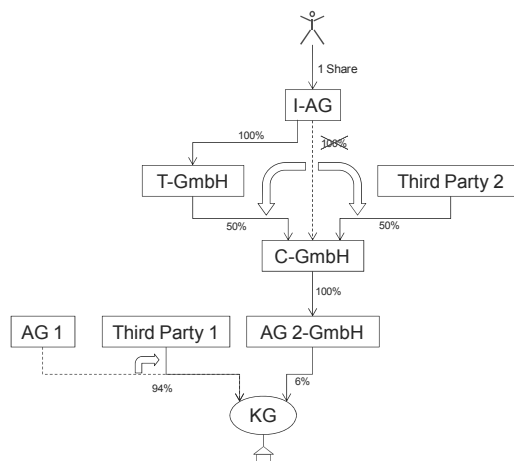 1 Share
I-AG
100%
100%
T-GmbH
Third Party 2
50%
50%
C-GmbH
100%
AG 1
Third Party 1
AG 2-GmbH
94%
6%
KG